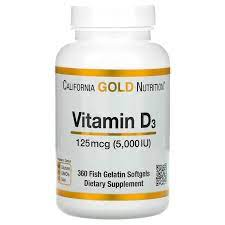 CALIFORNIA GOLD NUTRITION
Vitamin D3
125 mcg (5,000 IU)
360 Fish Gelatin Softgels
Dietary Supplement